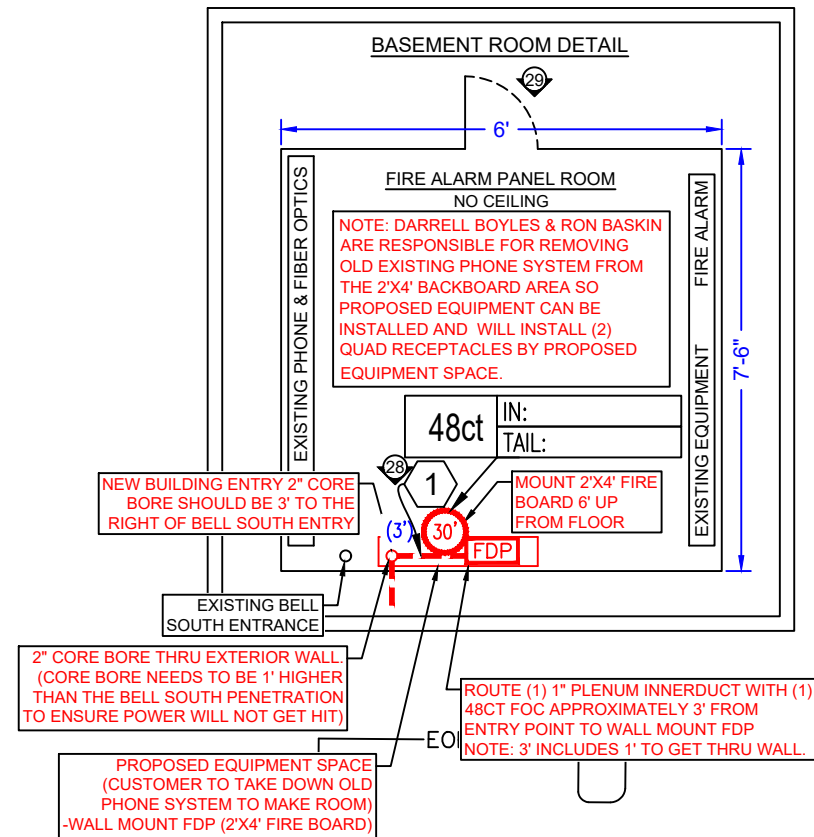 BASEMENT ROOM DETAIL
29
6'
FIRE ALARM PANEL ROOM
NO CEILING
EXISTING PHONE & FIBER OPTICS
NOTE: DARRELL BOYLES & RON BASKIN
ARE RESPONSIBLE FOR REMOVING
OLD EXISTING PHONE SYSTEM FROM
THE 2'X4' BACKBOARD AREA SO
PROPOSED EQUIPMENT CAN BE
INSTALLED AND WILL INSTALL (2)
QUAD RECEPTACLES BY PROPOSED
EQUIPMENT SPACE.
EXISTING EQUIPMENT FIRE ALARM
7'-6"
48ct
IN:
TAIL:
28
1
NEW BUILDING ENTRY 2" CORE
BORE SHOULD BE 3' TO THE
RIGHT OF BELL SOUTH ENTRY
MOUNT 2'X4' FIRE
BOARD 6' UP
FROM FLOOR
(3')
30'
FDP
EXISTING BELL
SOUTH ENTRANCE
2" CORE BORE THRU EXTERIOR WALL.
(CORE BORE NEEDS TO BE 1' HIGHER
THAN THE BELL SOUTH PENETRATION
TO ENSURE POWER WILL NOT GET HIT)
ROUTE (1) 1" PLENUM INNERDUCT WITH (1)
48CT FOC APPROXIMATELY 3' FROM
ENTRY POINT TO WALL MOUNT FDP
NOTE: 3' INCLUDES 1' TO GET THRU WALL.
PROPOSED EQUIPMENT SPACE
(CUSTOMER TO TAKE DOWN OLD
PHONE SYSTEM TO MAKE ROOM)
-WALL MOUNT FDP (2'X4' FIRE BOARD)